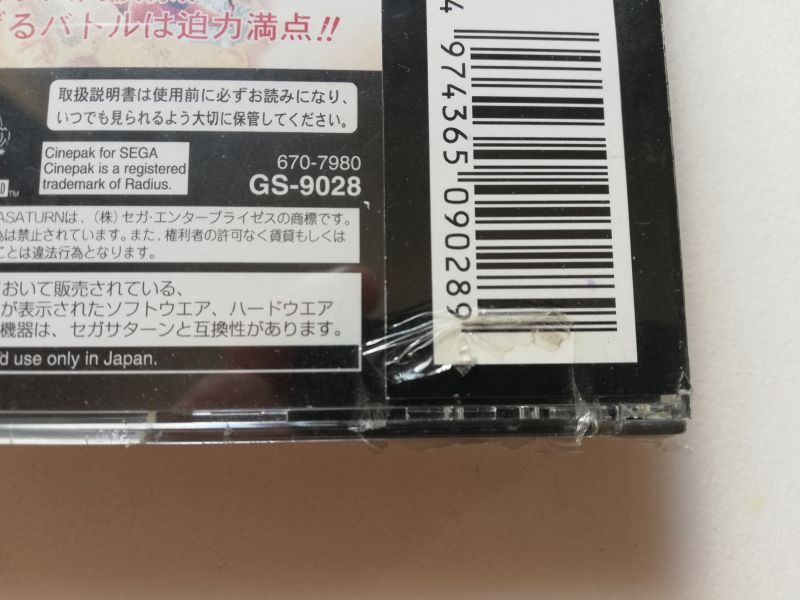 ぎるバトルは迫力満点!!
取扱説明書は使用前に必ずお読みになり、
いつでも見られるよう大切に保管してください。
Cinepak for SEGA
Cinepak is a registered
trademark of Radius.
TM
670-7980
GS-9028
ASATURNは、(株)セガ・エンタープライゼスの商標です。
為は禁止されています。また、権利者の許可なく賃貸もしくは
ことは違法行為となります。
おいて販売されている、
が表示されたソフトウエア、ハードウエア
機器は、セガサターンと互換性があります。
d use only in Japan.
4 974365 090289